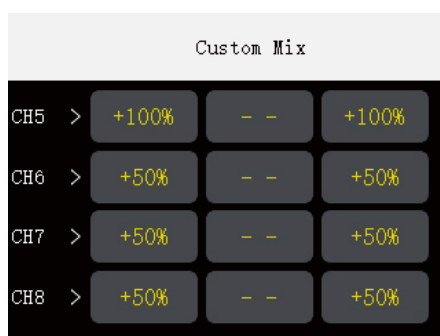 Custom Mix
CH5 > +100% - - +100%
CH6 > +50% - - +50%
CH7 > +50% - - +50%
CH8 > +50% - - +50%